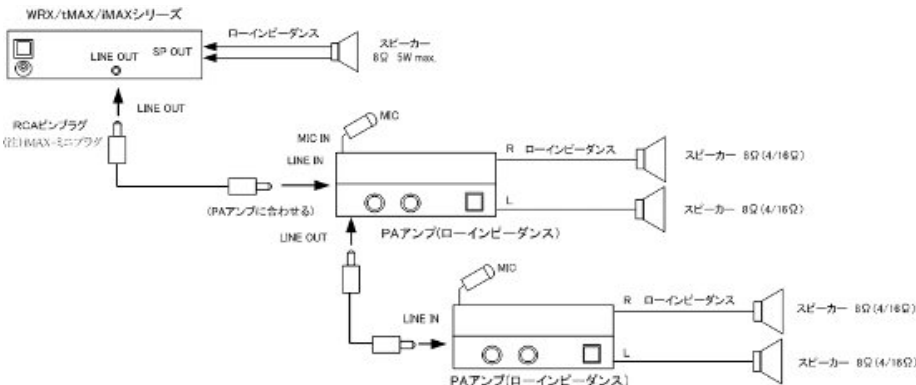 WRX/tMAX/iMAXシリーズ
LINE OUT
SP OUT
ローインピーダンス
スピーカー
8Ω 5W max.
LINE OUT
RCAピンプラグ
(注)iMAX-ミニプラグ
MIC
MIC IN
LINE IN
(PAアンプに合わせる)
R ローインピーダンス
スピーカー 8Ω(4/16Ω)
L
スピーカー 8Ω(4/16Ω)
PAアンプ(ローインピーダンス)
LINE OUT
MIC
LINE IN
R ローインピーダンス
スピーカー 8Ω(4/16Ω)
L
スピーカー 8Ω(4/16Ω)
PAアンプ(ローインピーダンス)